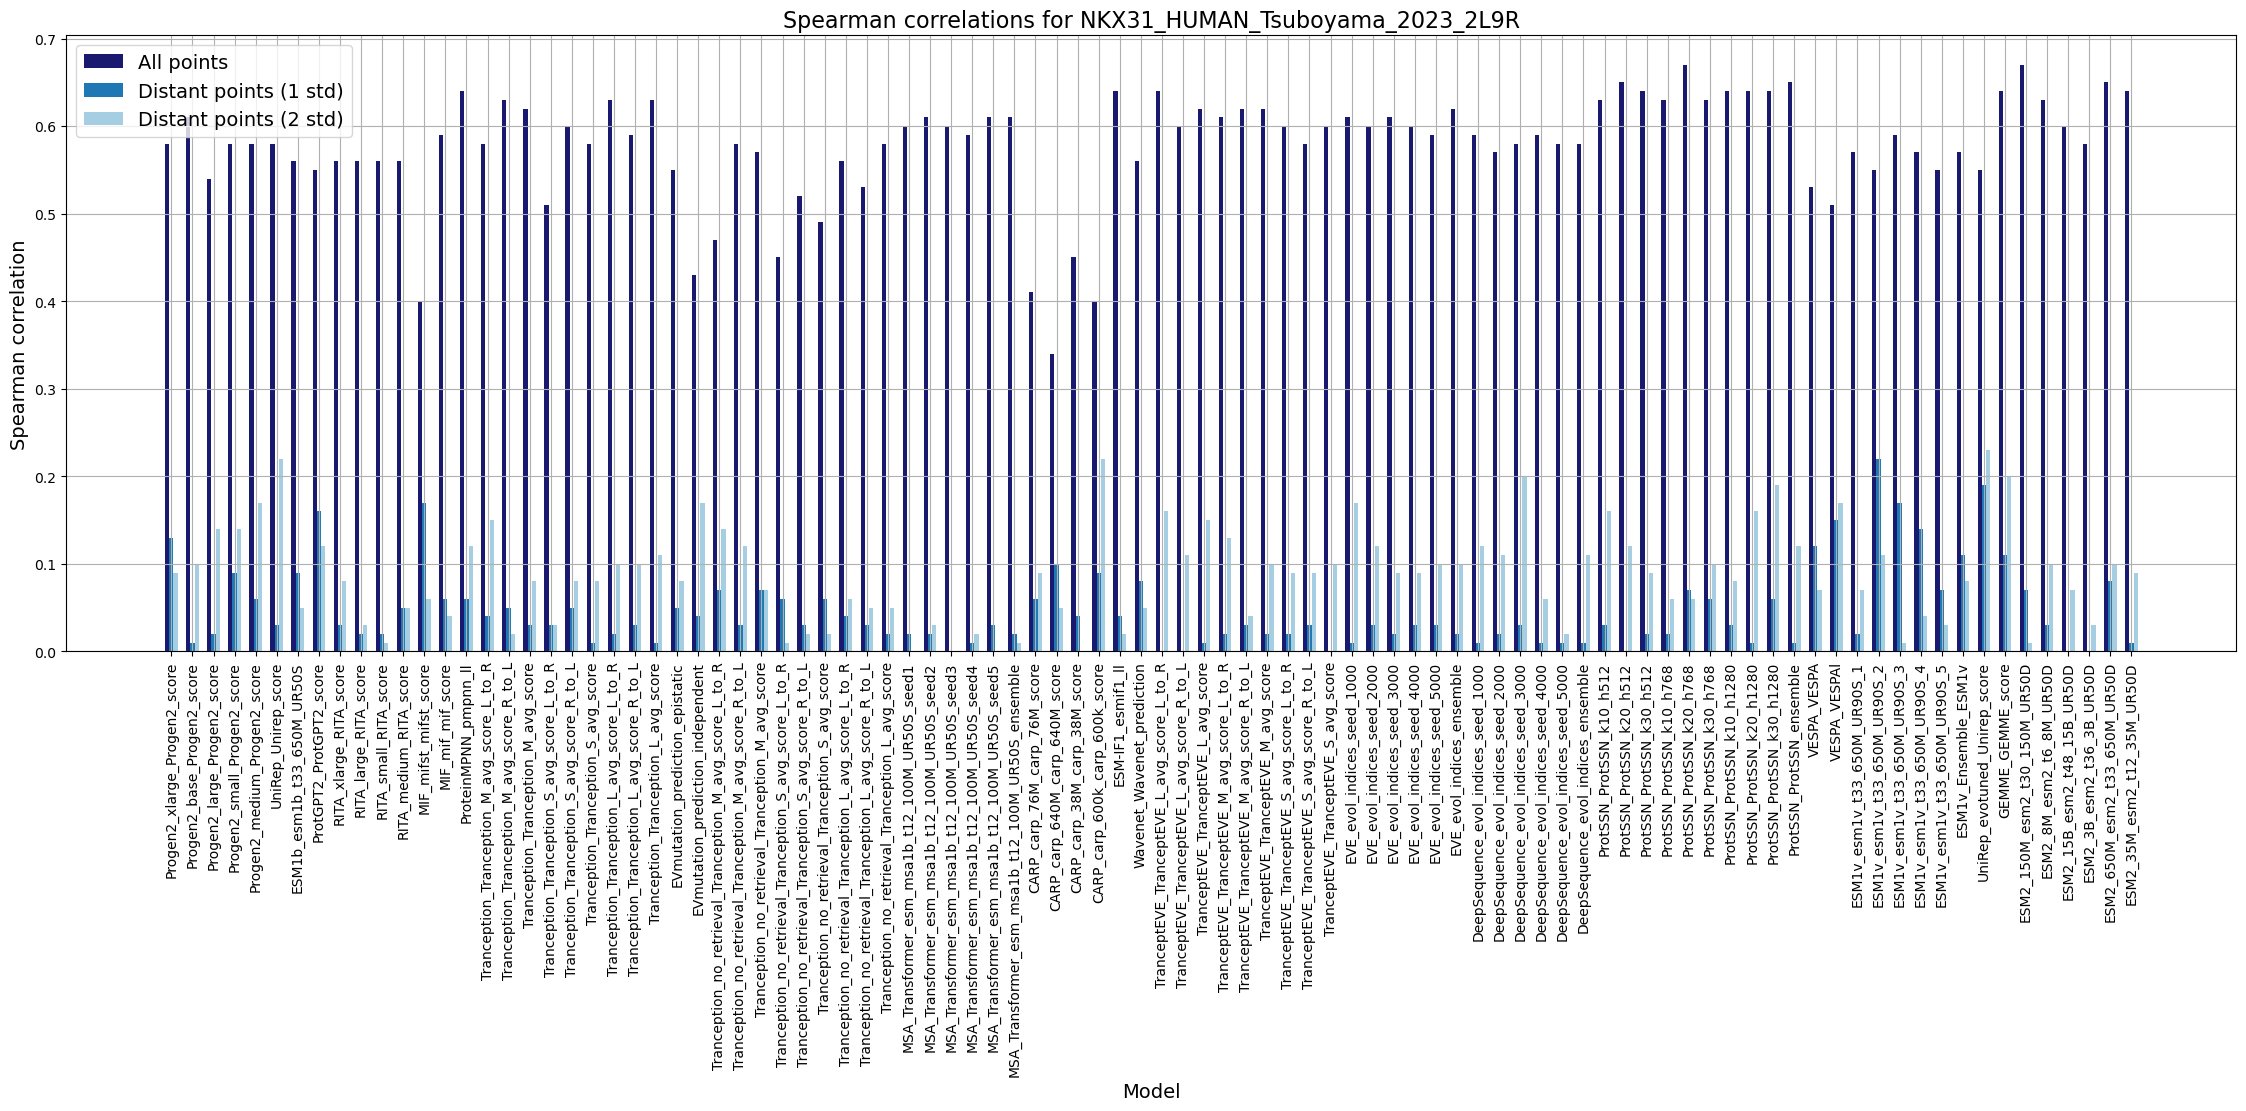 Spearman correlations for NKX31_HUMAN_Tsuboyama_2023_2L9R
All points
Distant points (1 std)
Distant points (2 std)
Spearman correlation
0.7
0.6
0.5
0.4
0.3
0.2
0.1
0.0
Progen2_xlarge_Progen2_score
Progen2_base_Progen2_score
Progen2_large_Progen2_score
Progen2_small_Progen2_score
Progen2_medium_Progen2_score
UniRep_Unirep_score
ESM1b_esm1b_t33_650M_UR50S
ProtGPT2_ProtGPT2_score
RITA_xlarge_RITA_score
RITA_large_RITA_score
RITA_small_RITA_score
RITA_medium_RITA_score
MIF_mifst_mifst_score
MIF_mif_mif_score
ProteinMPNN_pmpnn_ll
Tranception_Tranception_M_avg_score_L_to_R
Tranception_Tranception_M_avg_score_R_to_L
Tranception_Tranception_M_avg_score
Tranception_Tranception_S_avg_score_L_to_R
Tranception_Tranception_S_avg_score_R_to_L
Tranception_Tranception_S_avg_score
Tranception_Tranception_L_avg_score_L_to_R
Tranception_Tranception_L_avg_score_R_to_L
Tranception_Tranception_L_avg_score
EVmutation_prediction_epistatic
EVmutation_prediction_independent
Tranception_no_retrieval_Tranception_M_avg_score_L_to_R
Tranception_no_retrieval_Tranception_M_avg_score_R_to_L
Tranception_no_retrieval_Tranception_M_avg_score
Tranception_no_retrieval_Tranception_S_avg_score_L_to_R
Tranception_no_retrieval_Tranception_S_avg_score_R_to_L
Tranception_no_retrieval_Tranception_S_avg_score
Tranception_no_retrieval_Tranception_L_avg_score_L_to_R
Tranception_no_retrieval_Tranception_L_avg_score_R_to_L
Tranception_no_retrieval_Tranception_L_avg_score
MSA_Transformer_esm_msa1b_t12_100M_UR50S_seed1
MSA_Transformer_esm_msa1b_t12_100M_UR50S_seed2
MSA_Transformer_esm_msa1b_t12_100M_UR50S_seed3
MSA_Transformer_esm_msa1b_t12_100M_UR50S_seed4
MSA_Transformer_esm_msa1b_t12_100M_UR50S_seed5
MSA_Transformer_esm_msa1b_t12_100M_UR50S_ensemble
CARP_carp_76M_carp_76M_score
CARP_carp_640M_carp_640M_score
CARP_carp_38M_carp_38M_score
CARP_carp_600k_carp_600k_score
ESM-IF1_esmif1_ll
Wavenet_Wavenet_prediction
TranceptEVE_TranceptEVE_L_avg_score_L_to_R
TranceptEVE_TranceptEVE_L_avg_score_R_to_L
TranceptEVE_TranceptEVE_L_avg_score
TranceptEVE_TranceptEVE_M_avg_score_L_to_R
TranceptEVE_TranceptEVE_M_avg_score_R_to_L
TranceptEVE_TranceptEVE_M_avg_score
TranceptEVE_TranceptEVE_S_avg_score_L_to_R
TranceptEVE_TranceptEVE_S_avg_score_R_to_L
TranceptEVE_TranceptEVE_S_avg_score
EVE_evol_indices_seed_1000
EVE_evol_indices_seed_2000
EVE_evol_indices_seed_3000
EVE_evol_indices_seed_4000
EVE_evol_indices_seed_5000
EVE_evol_indices_ensemble
DeepSequence_evol_indices_seed_1000
DeepSequence_evol_indices_seed_2000
DeepSequence_evol_indices_seed_3000
DeepSequence_evol_indices_seed_4000
DeepSequence_evol_indices_seed_5000
DeepSequence_evol_indices_ensemble
ProtSSN_ProtSSN_k10_h512
ProtSSN_ProtSSN_k20_h512
ProtSSN_ProtSSN_k30_h512
ProtSSN_ProtSSN_k10_h768
ProtSSN_ProtSSN_k20_h768
ProtSSN_ProtSSN_k30_h768
ProtSSN_ProtSSN_k10_h1280
ProtSSN_ProtSSN_k20_h1280
ProtSSN_ProtSSN_k30_h1280
ProtSSN_ProtSSN_ensemble
VESPA_VESPA
VESPA_VESPAl
ESM1v_esm1v_t33_650M_UR90S_1
ESM1v_esm1v_t33_650M_UR90S_2
ESM1v_esm1v_t33_650M_UR90S_3
ESM1v_esm1v_t33_650M_UR90S_4
ESM1v_esm1v_t33_650M_UR90S_5
ESM1v_Ensemble_ESM1v
UniRep_evotuned_Unirep_score
GEMME_GEMME_score
ESM2_150M_esm2_t30_150M_UR50D
ESM2_8M_esm2_t6_8M_UR50D
ESM2_15B_esm2_t48_15B_UR50D
ESM2_3B_esm2_t36_3B_UR50D
ESM2_650M_esm2_t33_650M_UR50D
ESM2_35M_esm2_t12_35M_UR50D
Model